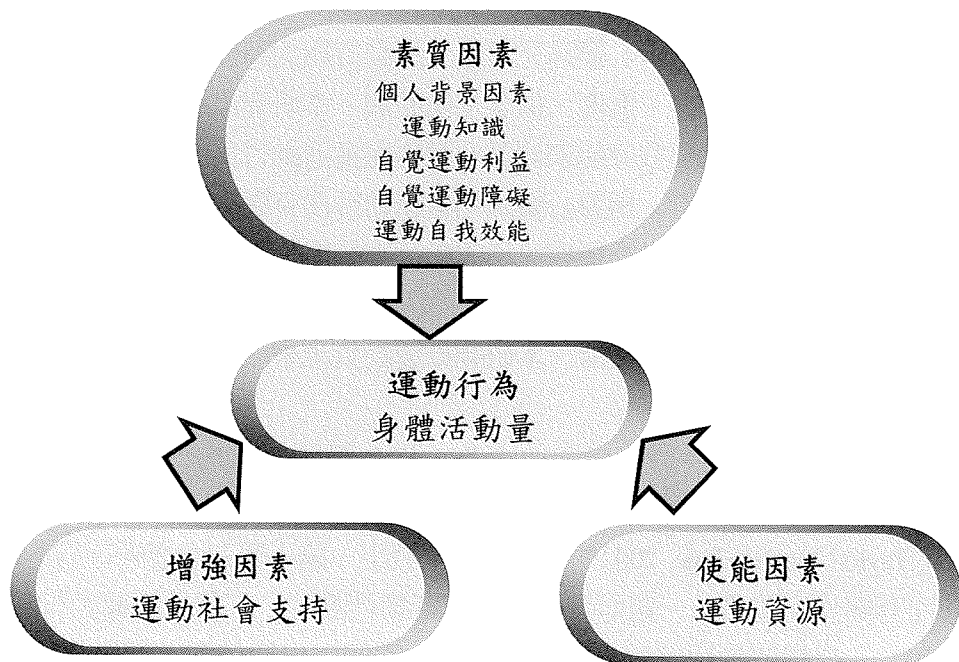 素質因素
個人背景因素
運動知識
自覺運動利益
自覺運動障礙
運動自我效能
運動行為
身體活動量
增強因素
運動社會支持
使能因素
運動資源